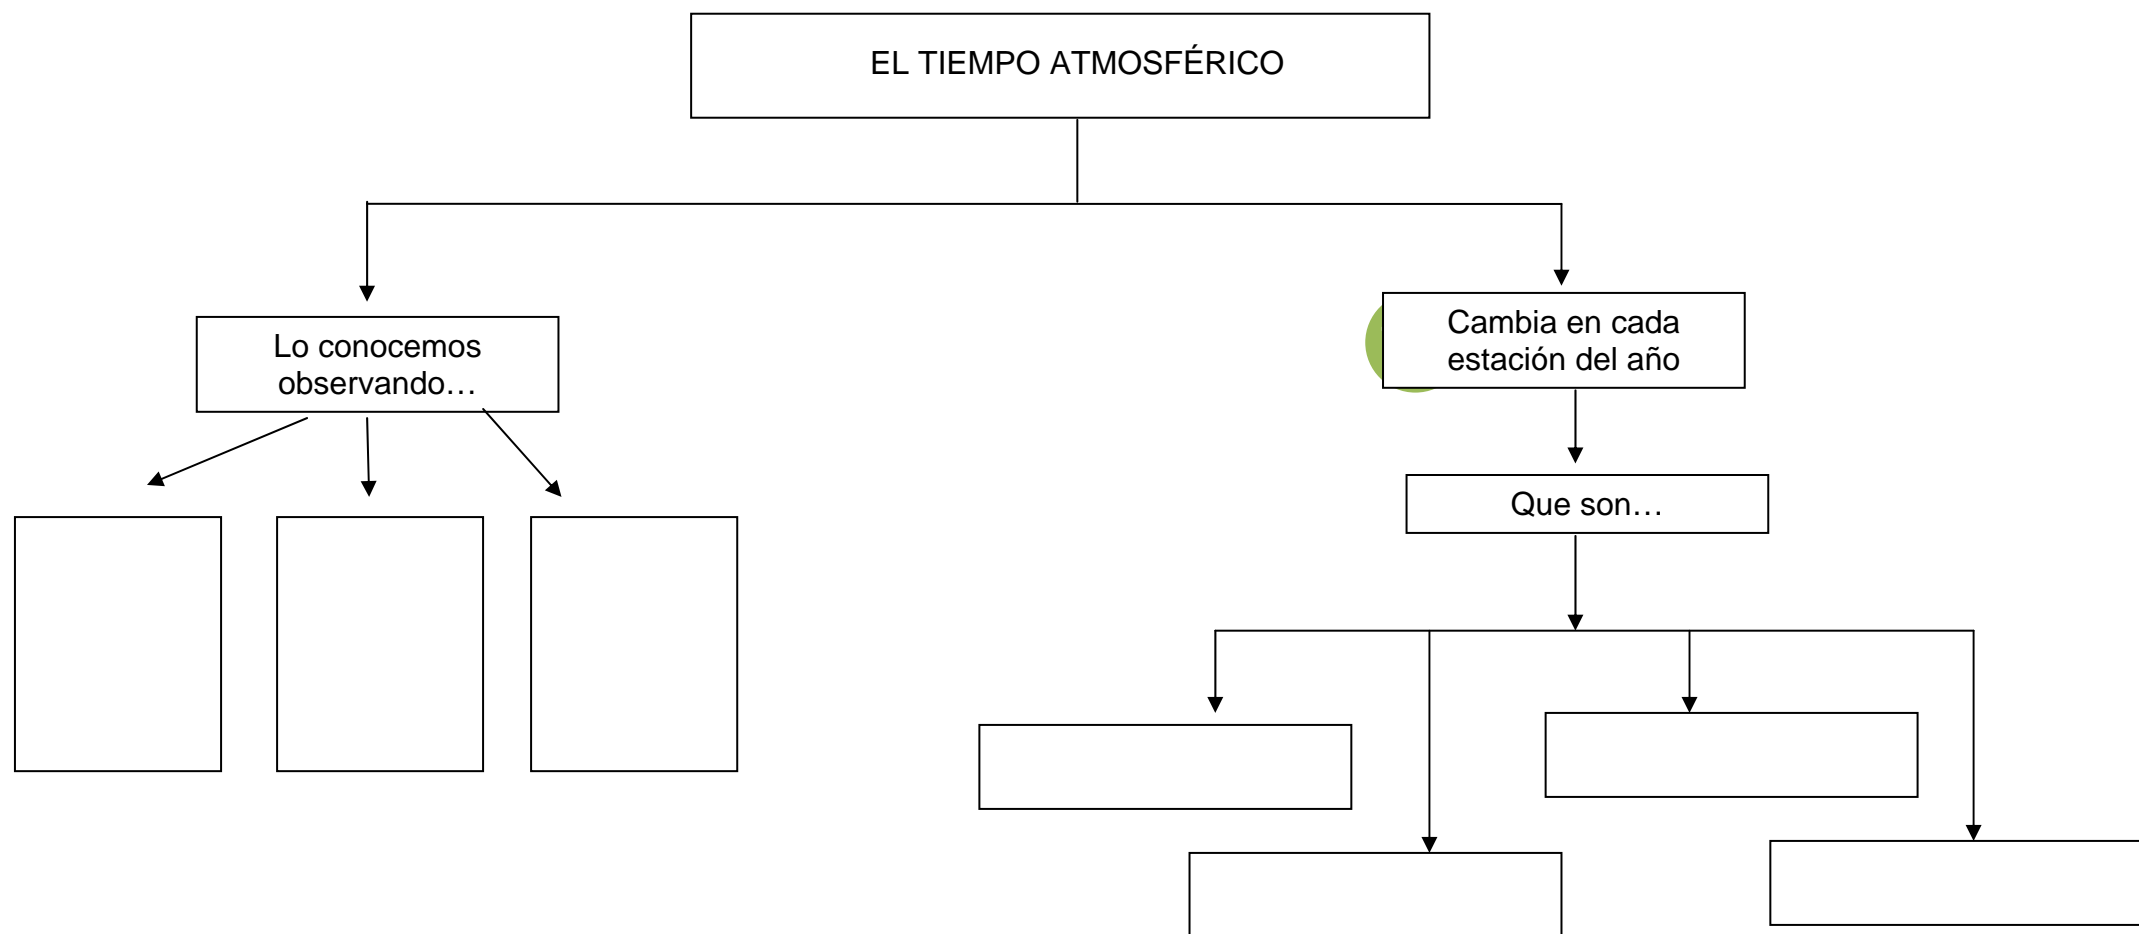 EL TIEMPO ATMOSFÉRICO
Lo conocemos
observando…
Cambia en cada
estación del año
Que son…